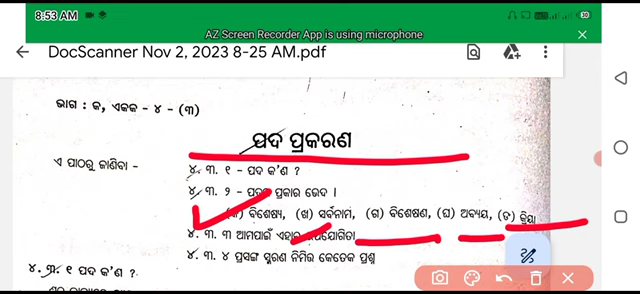 8:53 AM 30
AZ Screen Recorder App is using microphone
DocScanner Nov 2, 2023 8-25 AM.pdf
ଭାଗ : କ, ଏକକ - ୪ - (୩)
ପଦ ପ୍ରକରଣ
ଏ ପାଠରୁ ଜାଣିବା -
୪. ୩. ୧ - ପଦ କ'ଣ ?
୪. ୩. ୨ - ପଦର ପ୍ରକାର ଭେଦ ।
(କ) ବିଶେଷ୍ୟ, (ଖ) ସର୍ବନାମ, (ଗ) ବିଶେଷଣ, (ଘ) ଅବ୍ୟୟ, (ଙ) କ୍ରିୟା
୪. ୩. ୩ ଆମପାଇଁ ଏହାର ଉପଯୋଗିତା
୪. ୩. ୪ ପ୍ରସଙ୍ଗ ସ୍ମରଣ ନିମିତ୍ତ କେତେକ ପ୍ରଶ୍ନ
୪. ୩. ୧ ପଦ କ'ଣ ?